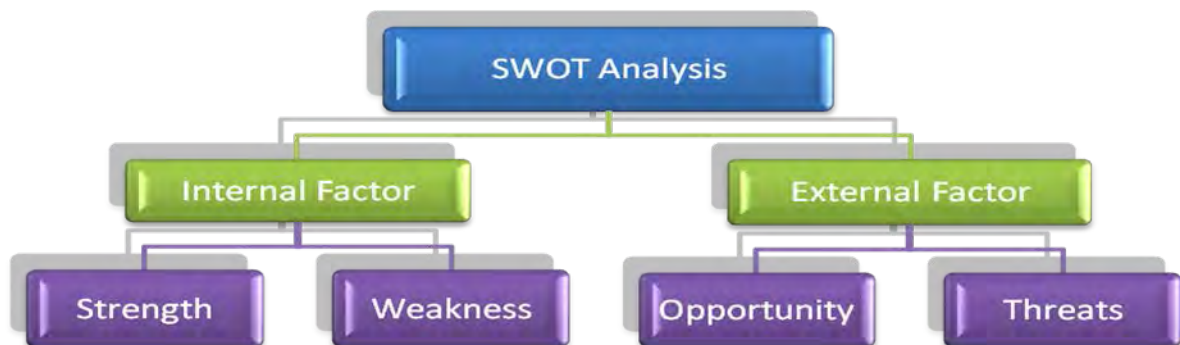 SWOT Analysis
Internal Factor
External Factor
Strength
Weakness
Opportunity
Threats